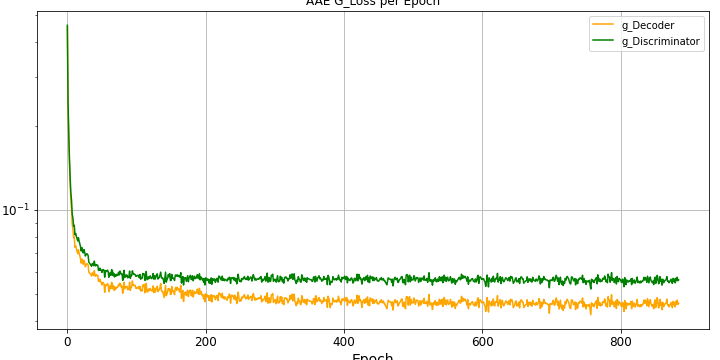 AAE G_Loss per Epoch
g_Decoder
g_Discriminator
10⁻¹
0 200 400 600 800
Epoch